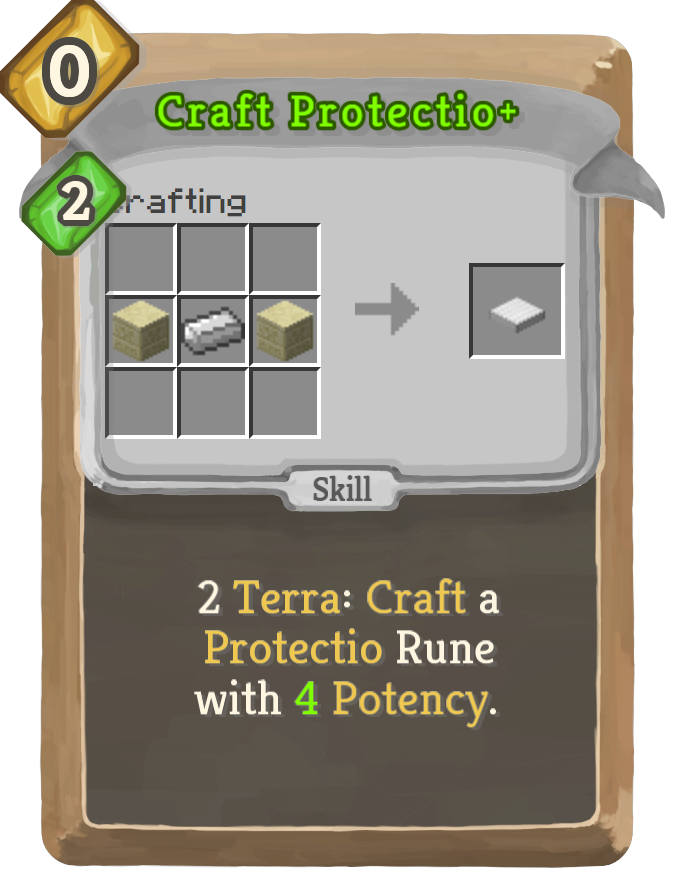 0
Craft Protectio+
2
rafting
Skill
2 Terra: Craft a
Protectio Rune
with 4 Potency.